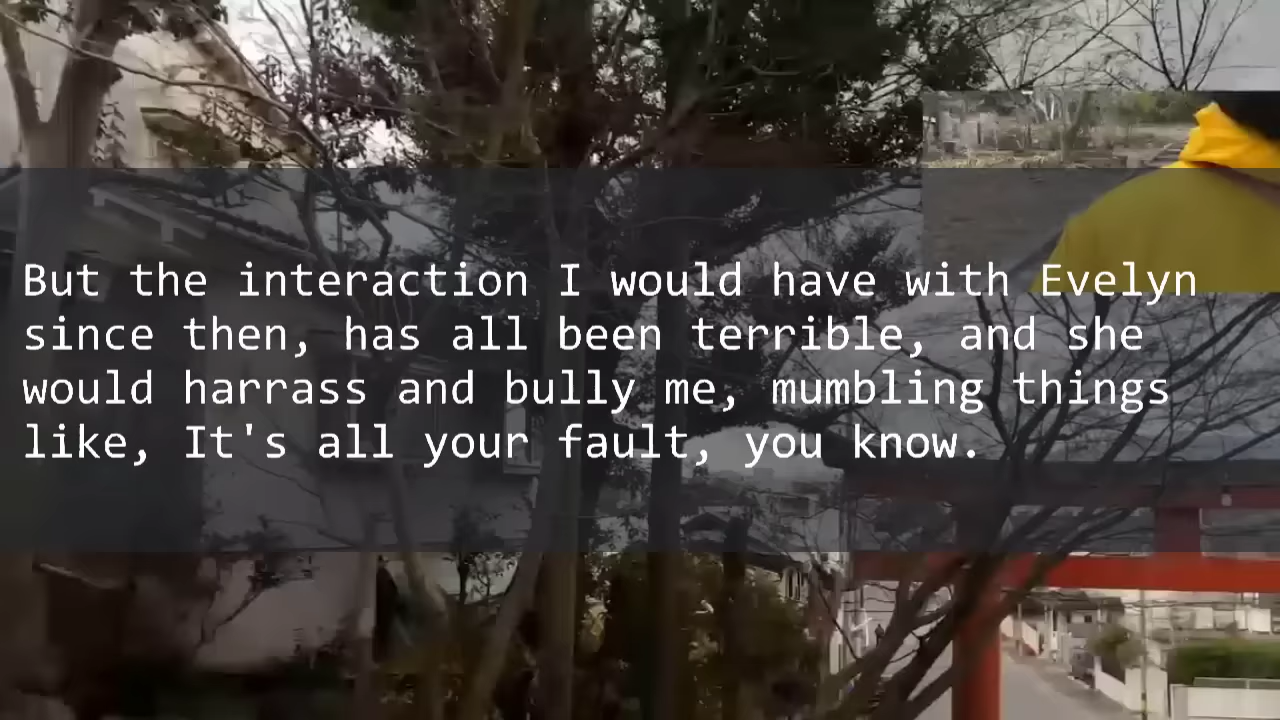 But the interaction I would have with Evelyn
since then, has all been terrible, and she
would harrass and bully me, mumbling things
like, It's all your fault, you know.